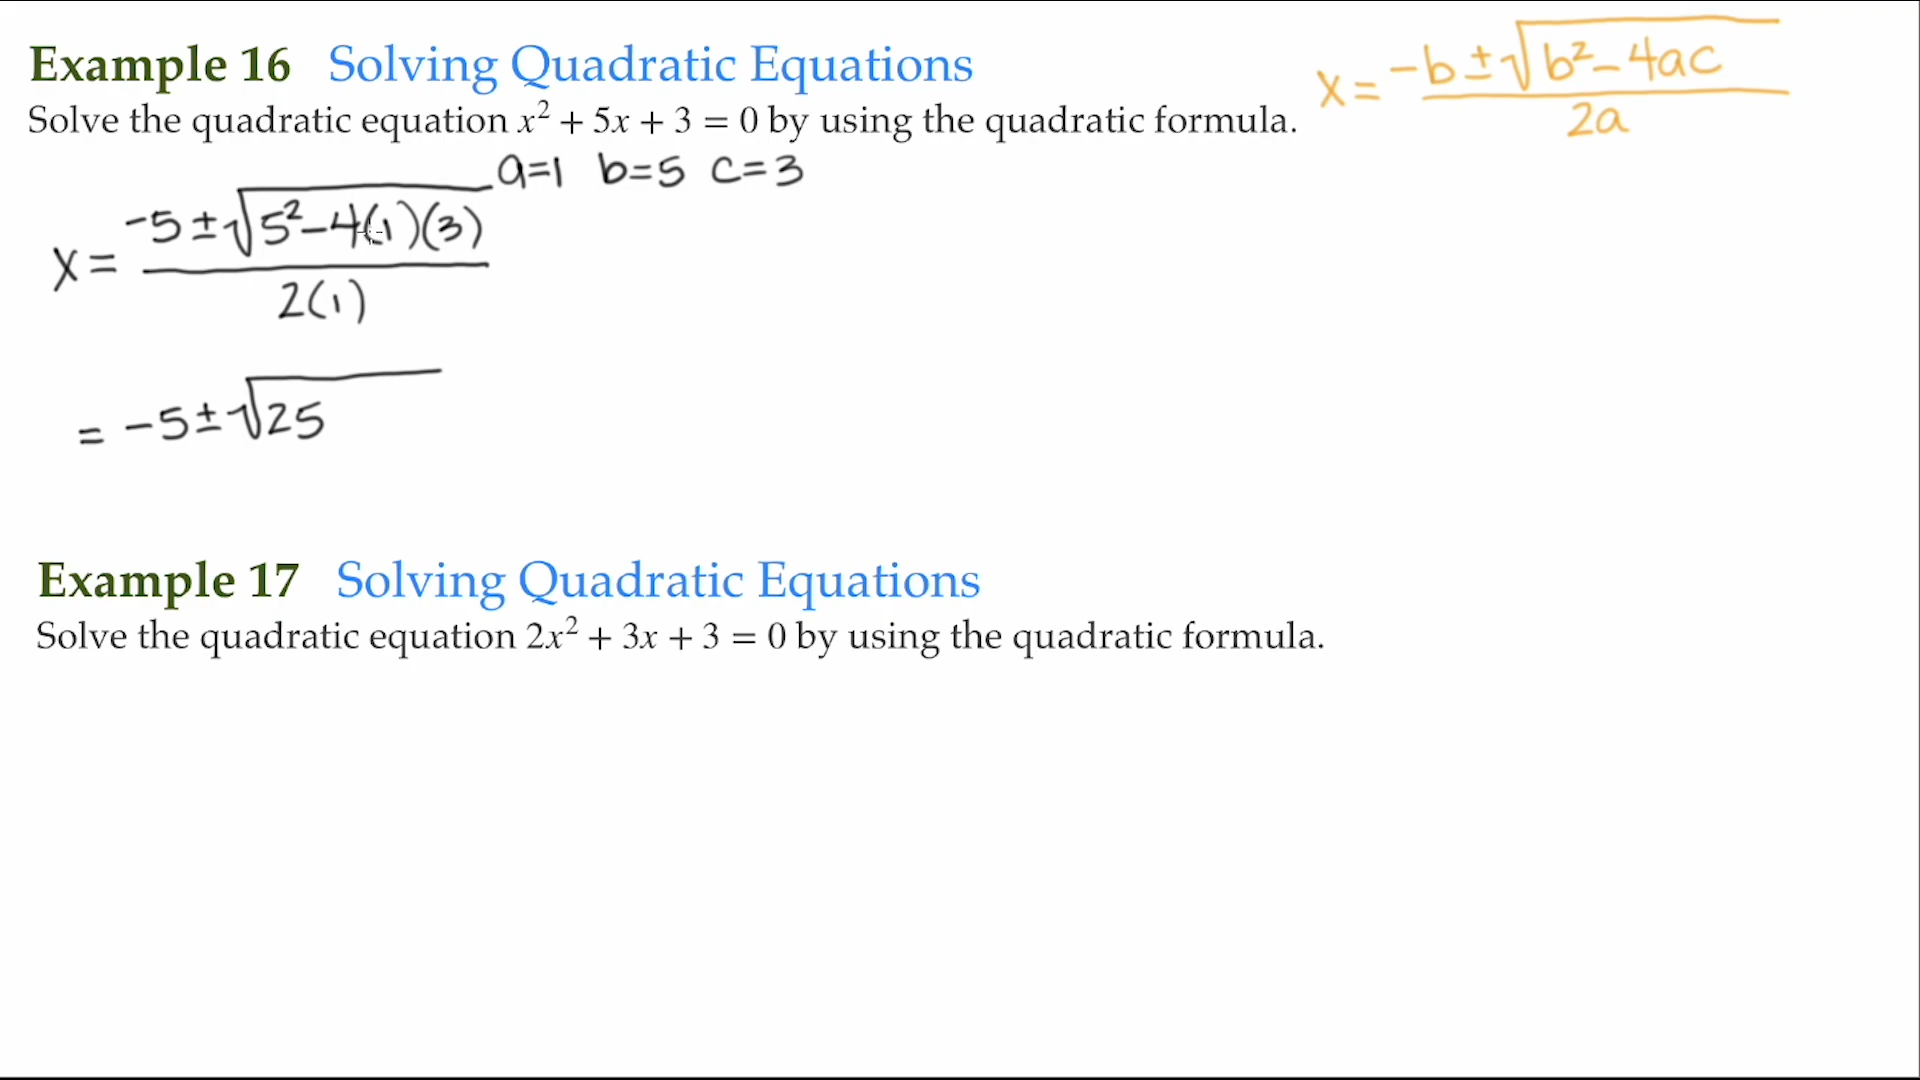 Example 16 Solving Quadratic Equations
Solve the quadratic equation x² + 5x + 3 = 0 by using the quadratic formula.
x = (-b ± √(b² - 4ac)) / 2a
a=1 b=5 c=3
x = (-5 ± √(5² - 4(1)(3))) / 2(1)
= -5 ± √25
Example 17 Solving Quadratic Equations
Solve the quadratic equation 2x² + 3x + 3 = 0 by using the quadratic formula.